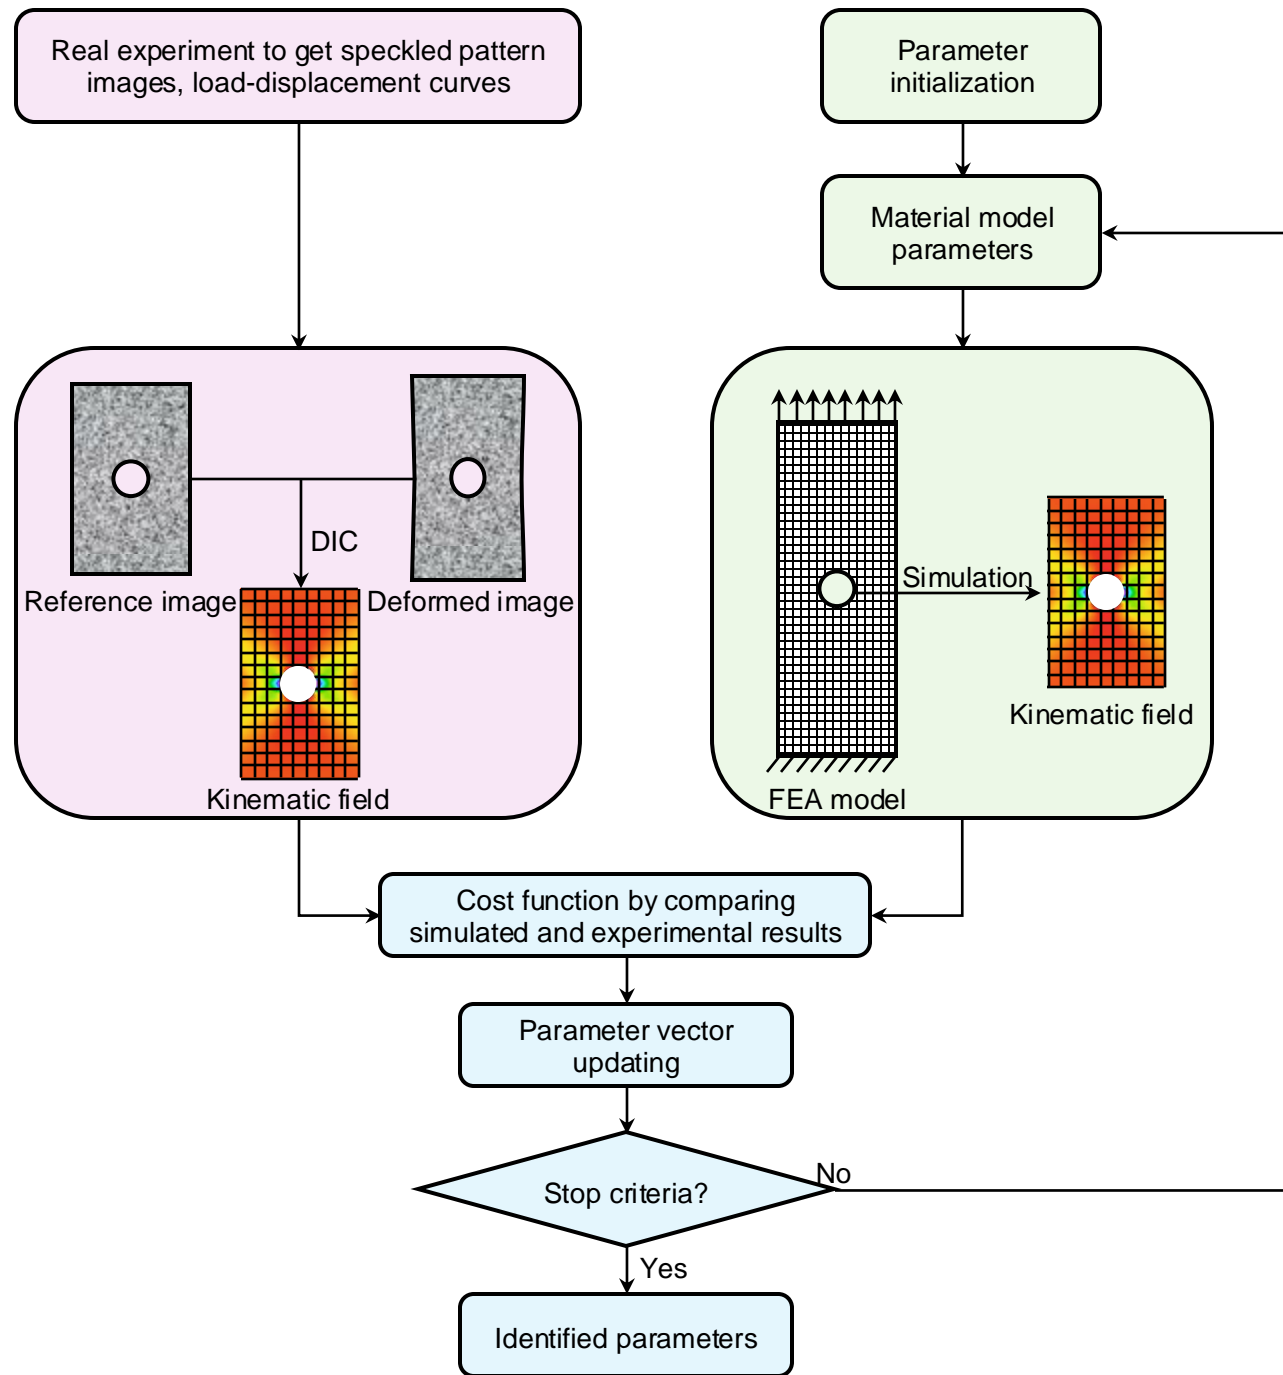 Real experiment to get speckled pattern
images, load-displacement curves
Parameter
initialization
Material model
parameters
DIC
Reference image
Deformed image
Kinematic field
Simulation
Kinematic field
FEA model
Cost function by comparing
simulated and experimental results
Parameter vector
updating
Stop criteria?
No
Yes
Identified parameters